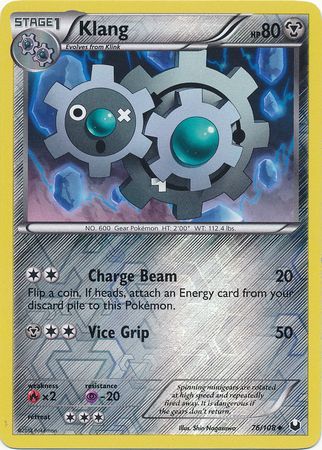 STAGE1 Klang HP80
Evolves from Klink
NO. 600 Gear Pokémon HT: 2'00" WT: 112.4 lbs.
Charge Beam 20
Flip a coin. If heads, attach an Energy card from your
discard pile to this Pokémon.
Vice Grip 50
weakness resistance
×2 -20
retreat
Spinning minigears are rotated
at high speed and repeatedly
fired away. It is dangerous if
the gears don't return.
Illus. Shin Nagasawa 76/108